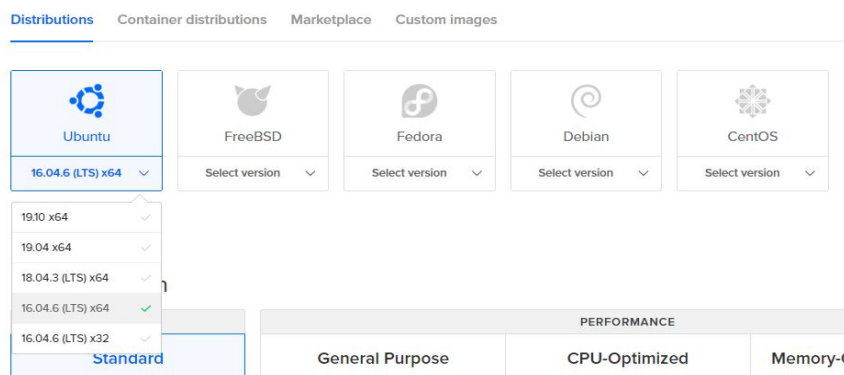 Distributions Container distributions Marketplace Custom images
Ubuntu FreeBSD Fedora Debian CentOS
16.04.6 (LTS) x64 Select version Select version Select version Select version
19.10 x64
19.04 x64
18.04.3 (LTS) x64
16.04.6 (LTS) x64
16.04.6 (LTS) x32
PERFORMANCE
Standard General Purpose CPU-Optimized